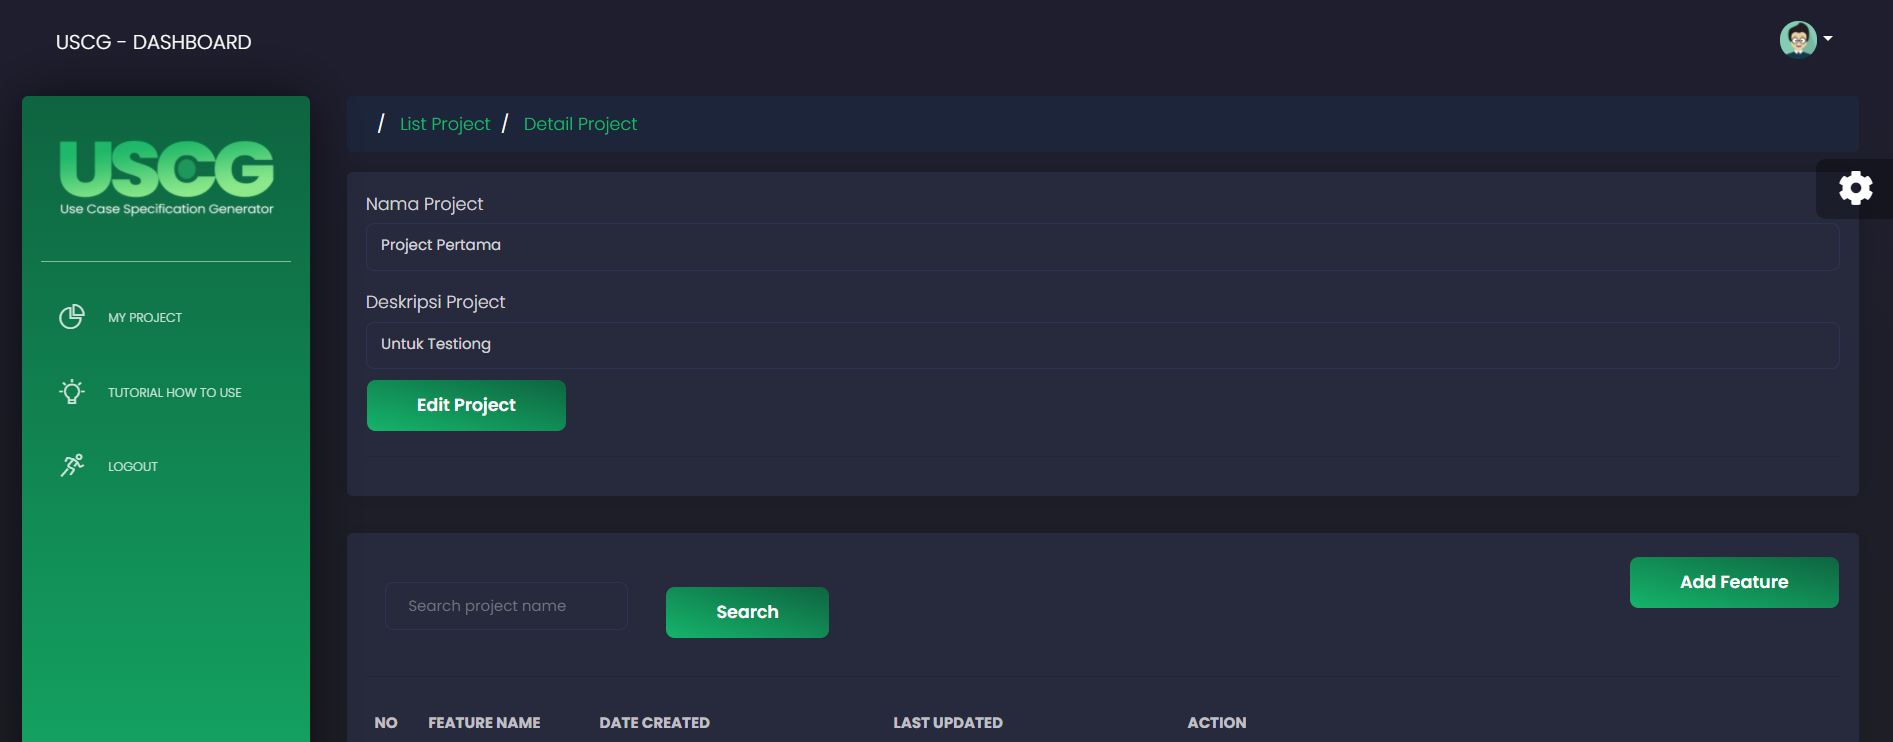 USCG - DASHBOARD
USCG
Use Case Specification Generator
MY PROJECT
TUTORIAL HOW TO USE
LOGOUT
/ List Project / Detail Project
Nama Project
Project Pertama
Deskripsi Project
Untuk Testiong
Edit Project
Add Feature
Search project name
Search
NO FEATURE NAME DATE CREATED LAST UPDATED ACTION